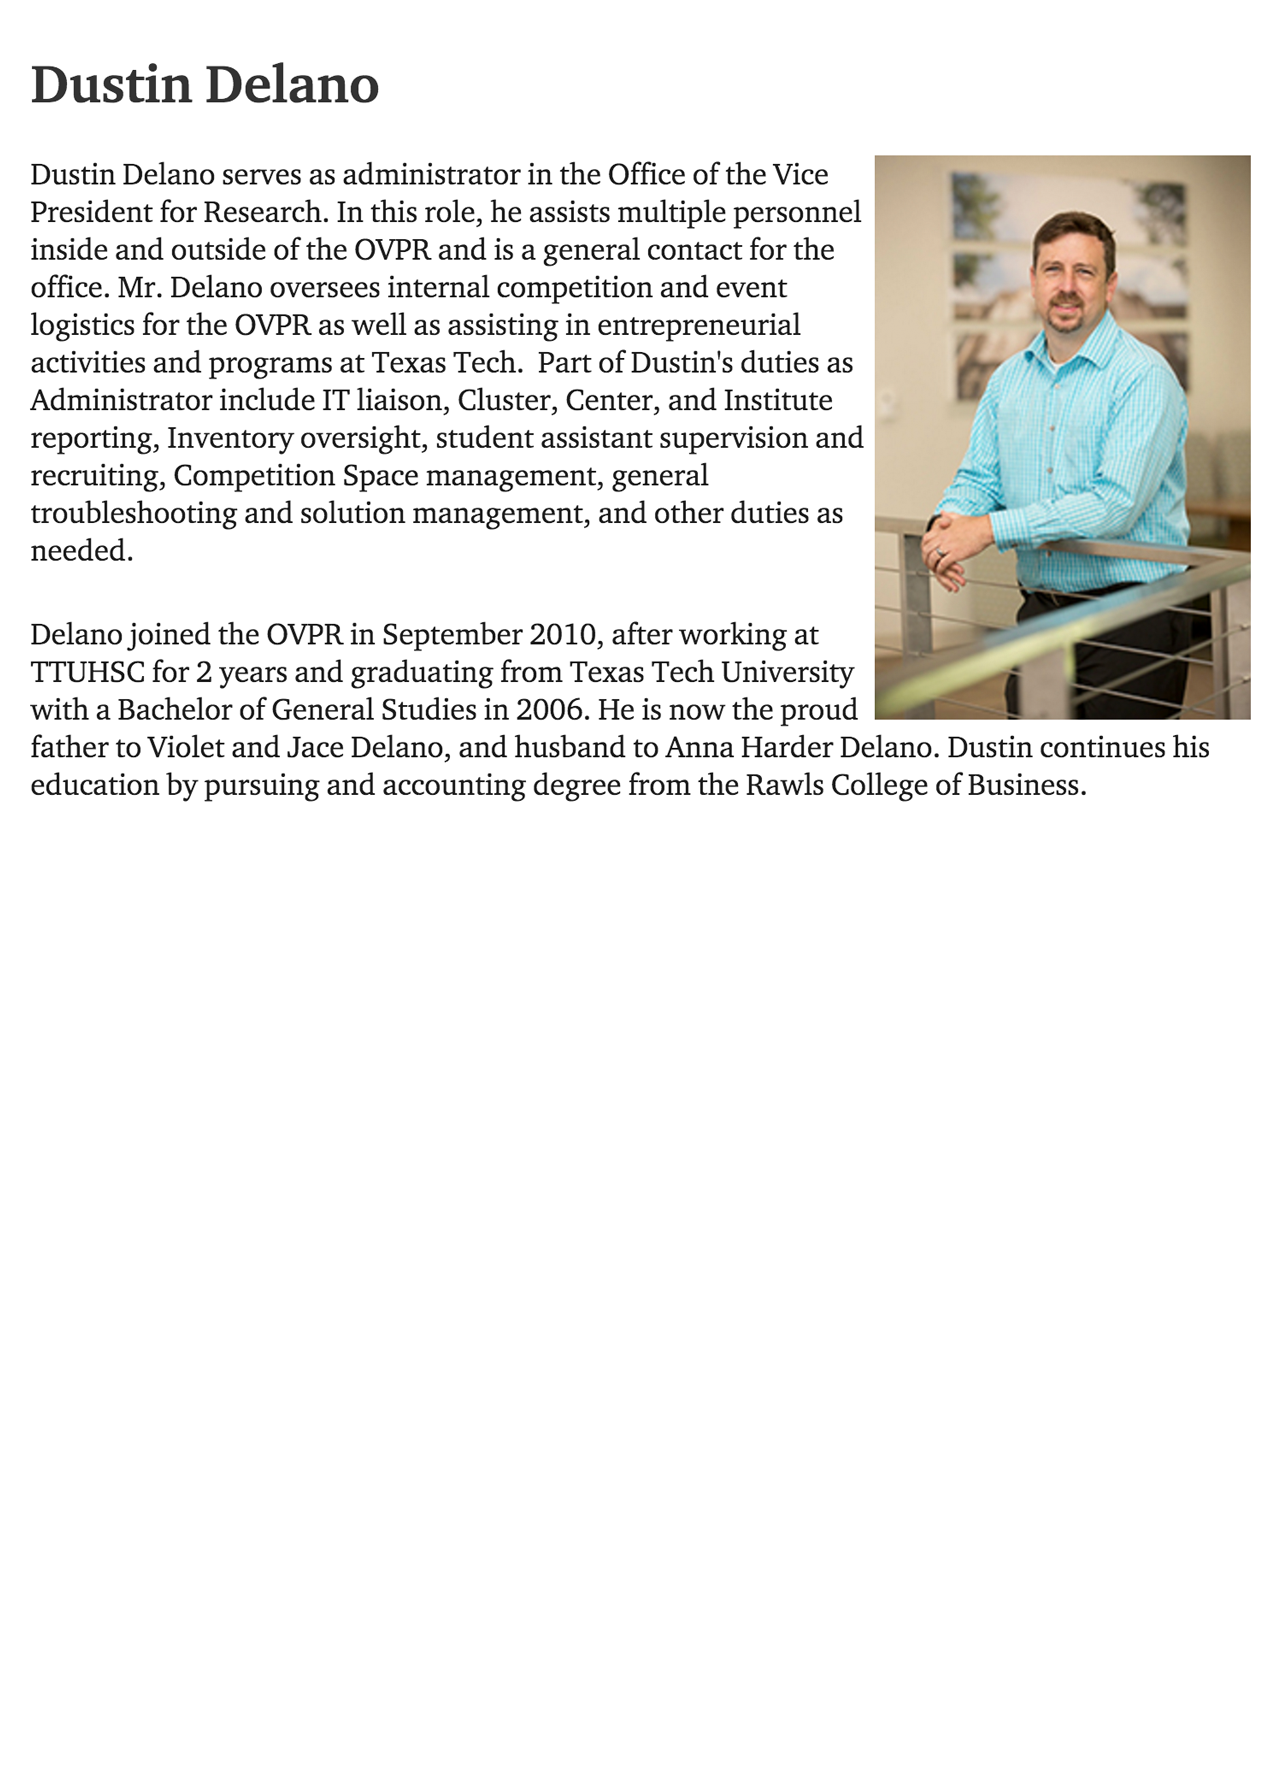 Dustin Delano
Dustin Delano serves as administrator in the Office of the Vice
President for Research. In this role, he assists multiple personnel
inside and outside of the OVPR and is a general contact for the
office. Mr. Delano oversees internal competition and event
logistics for the OVPR as well as assisting in entrepreneurial
activities and programs at Texas Tech.  Part of Dustin's duties as
Administrator include IT liaison, Cluster, Center, and Institute
reporting, Inventory oversight, student assistant supervision and
recruiting, Competition Space management, general
troubleshooting and solution management, and other duties as
needed.
Delano joined the OVPR in September 2010, after working at
TTUHSC for 2 years and graduating from Texas Tech University
with a Bachelor of General Studies in 2006. He is now the proud
father to Violet and Jace Delano, and husband to Anna Harder Delano. Dustin continues his
education by pursuing and accounting degree from the Rawls College of Business.